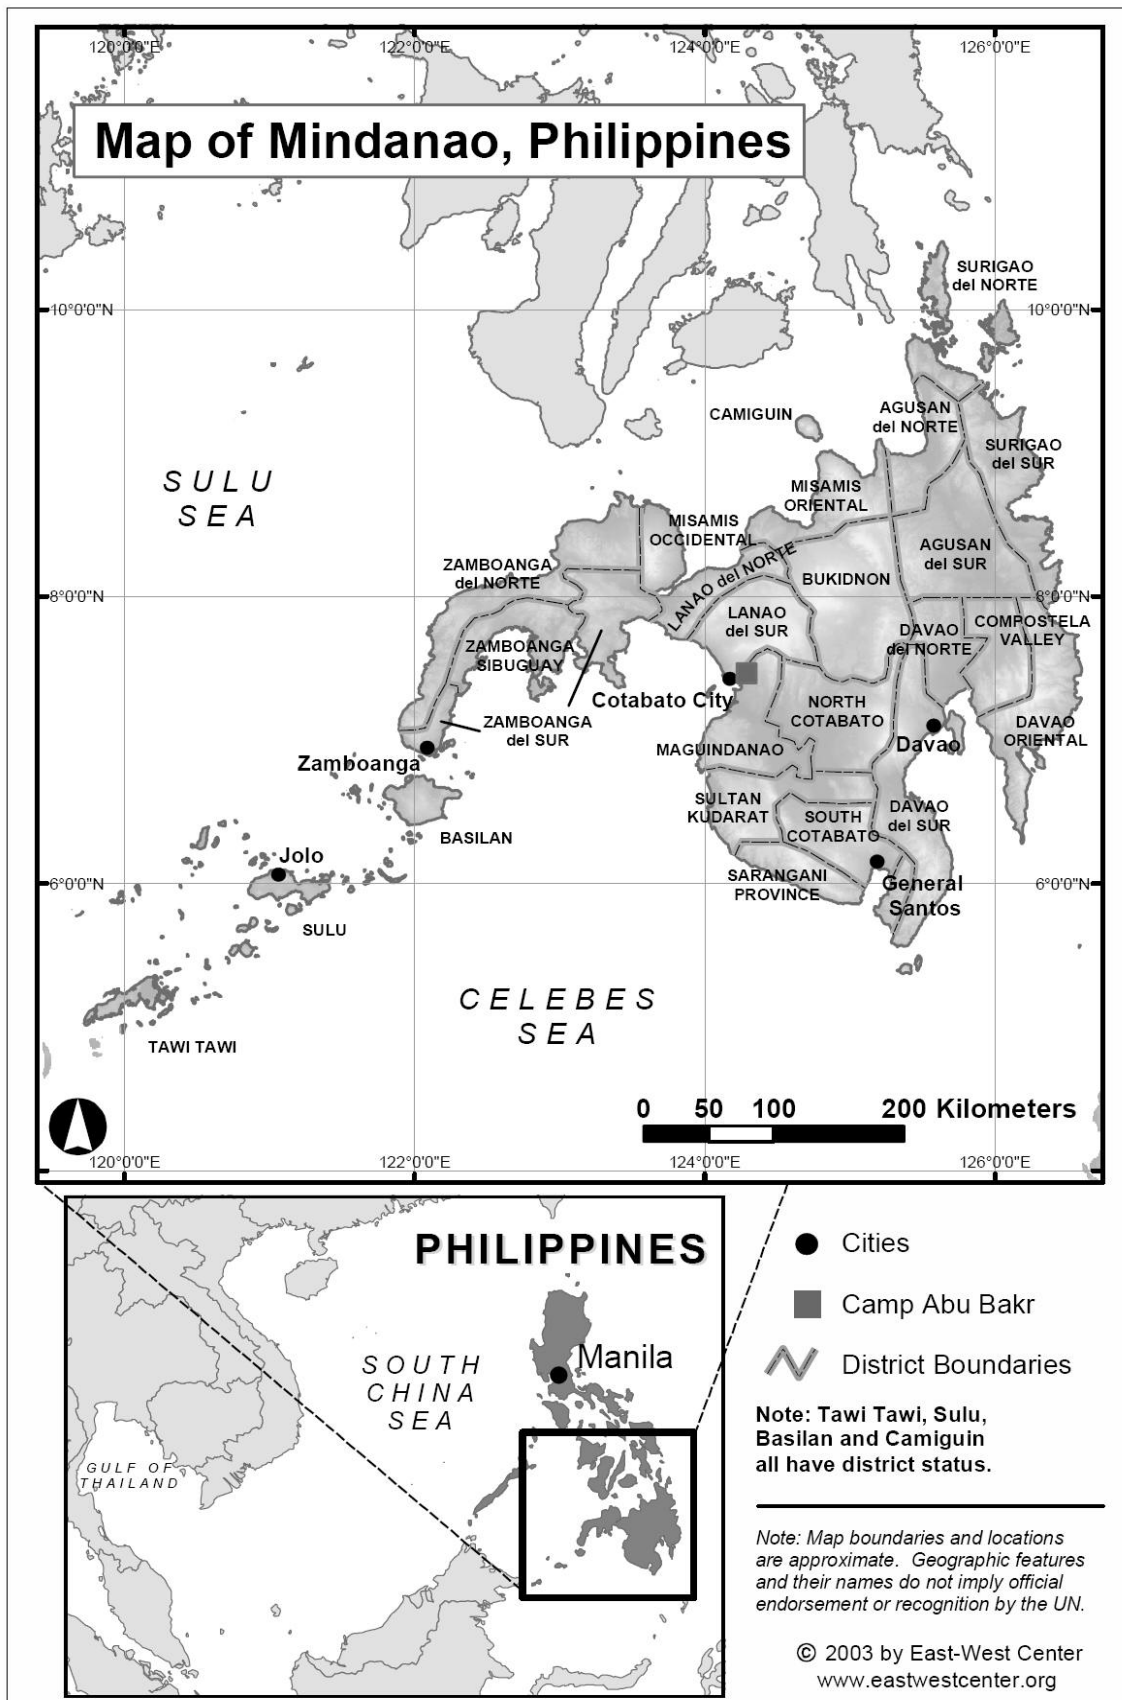 120°0'0"E
122°0'0"E
124°0'0"E
126°0'0"E
Map of Mindanao, Philippines
SURIGAO
del NORTE
10°0'0"N
10°0'0"N
CAMIGUIN
AGUSAN
del NORTE
SURIGAO
del SUR
SULU
SEA
MISAMIS
ORIENTAL
MISAMIS
OCCIDENTAL
AGUSAN
del SUR
ZAMBOANGA
del NORTE
LANAO del NORTE
BUKIDNON
8°0'0"N
8°0'0"N
LANAO
del SUR
COMPOSTELA
VALLEY
DAVAO
del NORTE
ZAMBOANGA
SIBUGUAY
Cotabato City
NORTH
COTABATO
ZAMBOANGA
del SUR
DAVAO
ORIENTAL
MAGUINDANAO
Davao
Zamboanga
SULTAN
KUDARAT
DAVAO
del SUR
SOUTH
COTABATO
BASILAN
Jolo
6°0'0"N
6°0'0"N
SARANGANI
PROVINCE
General
Santos
SULU
CELEBES
SEA
TAWI TAWI
0 50 100 200 Kilometers
120°0'0"E
122°0'0"E
124°0'0"E
126°0'0"E
PHILIPPINES
Manila
SOUTH
CHINA
SEA
GULF OF
THAILAND
Cities
Camp Abu Bakr
District Boundaries
Note: Tawi Tawi, Sulu,
Basilan and Camiguin
all have district status.
Note: Map boundaries and locations
are approximate. Geographic features
and their names do not imply official
endorsement or recognition by the UN.
© 2003 by East-West Center
www.eastwestcenter.org